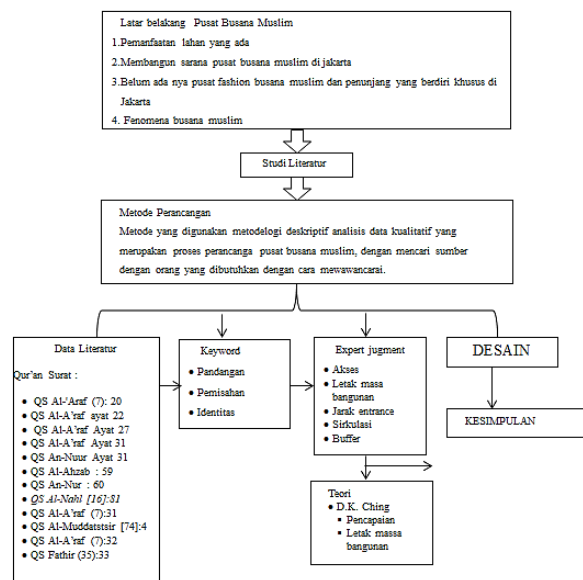 Latar belakang Pusat Busana Muslim
1.Pemanfaatan lahan yang ada
2.Membangun sarana pusat busana muslim di jakarta
3.Belum ada nya pusat fashion busana muslim dan penunjang yang berdiri khusus di
Jakarta
4. Fenomena busana muslim
Studi Literatur
Metode Perancangan
Metode yang digunakan metodelogi deskriptif analisis data kualitatif yang
merupakan proses perancanga pusat busana muslim, dengan mencari sumber
dengan orang yang dibutuhkan dengan cara mewawancarai.
Data Literatur
Qur'an Surat :
• QS Al-'Araf (7): 20
• QS Al-A'raf ayat 22
• QS Al-A'raf Ayat 27
• QS Al-A'raf Ayat 31
• QS An-Nuur Ayat 31
• QS Al-Ahzab : 59
• QS An-Nur : 60
• QS Al-Nahl [16]:81
• QS Al-A'raf (7):31
• QS Al-Muddatstsir [74]:4
• QS Al-A'raf (7):32
• QS Fathir (35):33
Keyword
• Pandangan
• Pemisahan
• Identitas
Expert jugment
• Akses
• Letak masa
bangunan
• Jarak entrance
• Sirkulasi
• Buffer
Teori
• D.K. Ching
▪ Pencapaian
▪ Letak massa
bangunan
DESAIN
KESIMPULAN